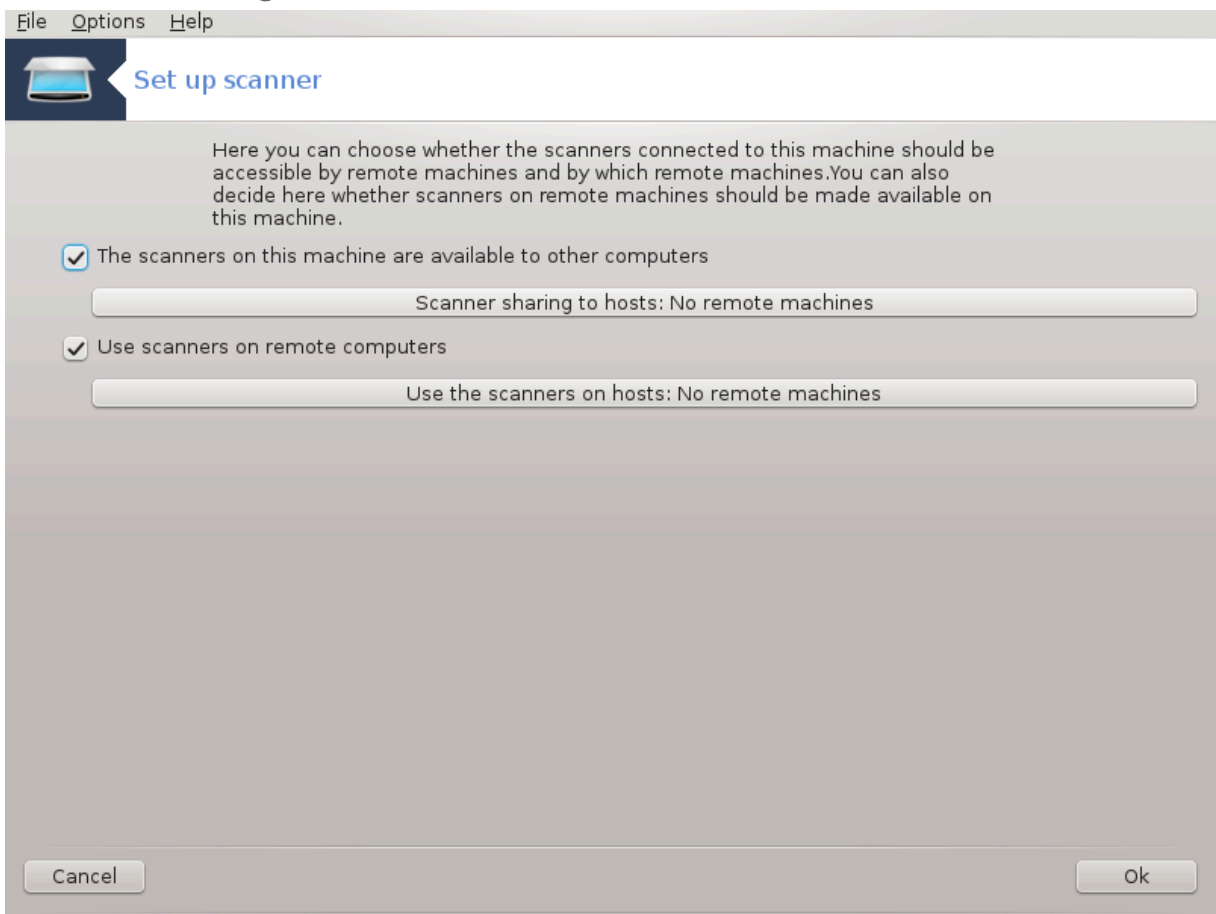 File Options Help
Set up scanner
Here you can choose whether the scanners connected to this machine should be
accessible by remote machines and by which remote machines.You can also
decide here whether scanners on remote machines should be made available on
this machine.
The scanners on this machine are available to other computers
Scanner sharing to hosts: No remote machines
Use scanners on remote computers
Use the scanners on hosts: No remote machines
Cancel Ok